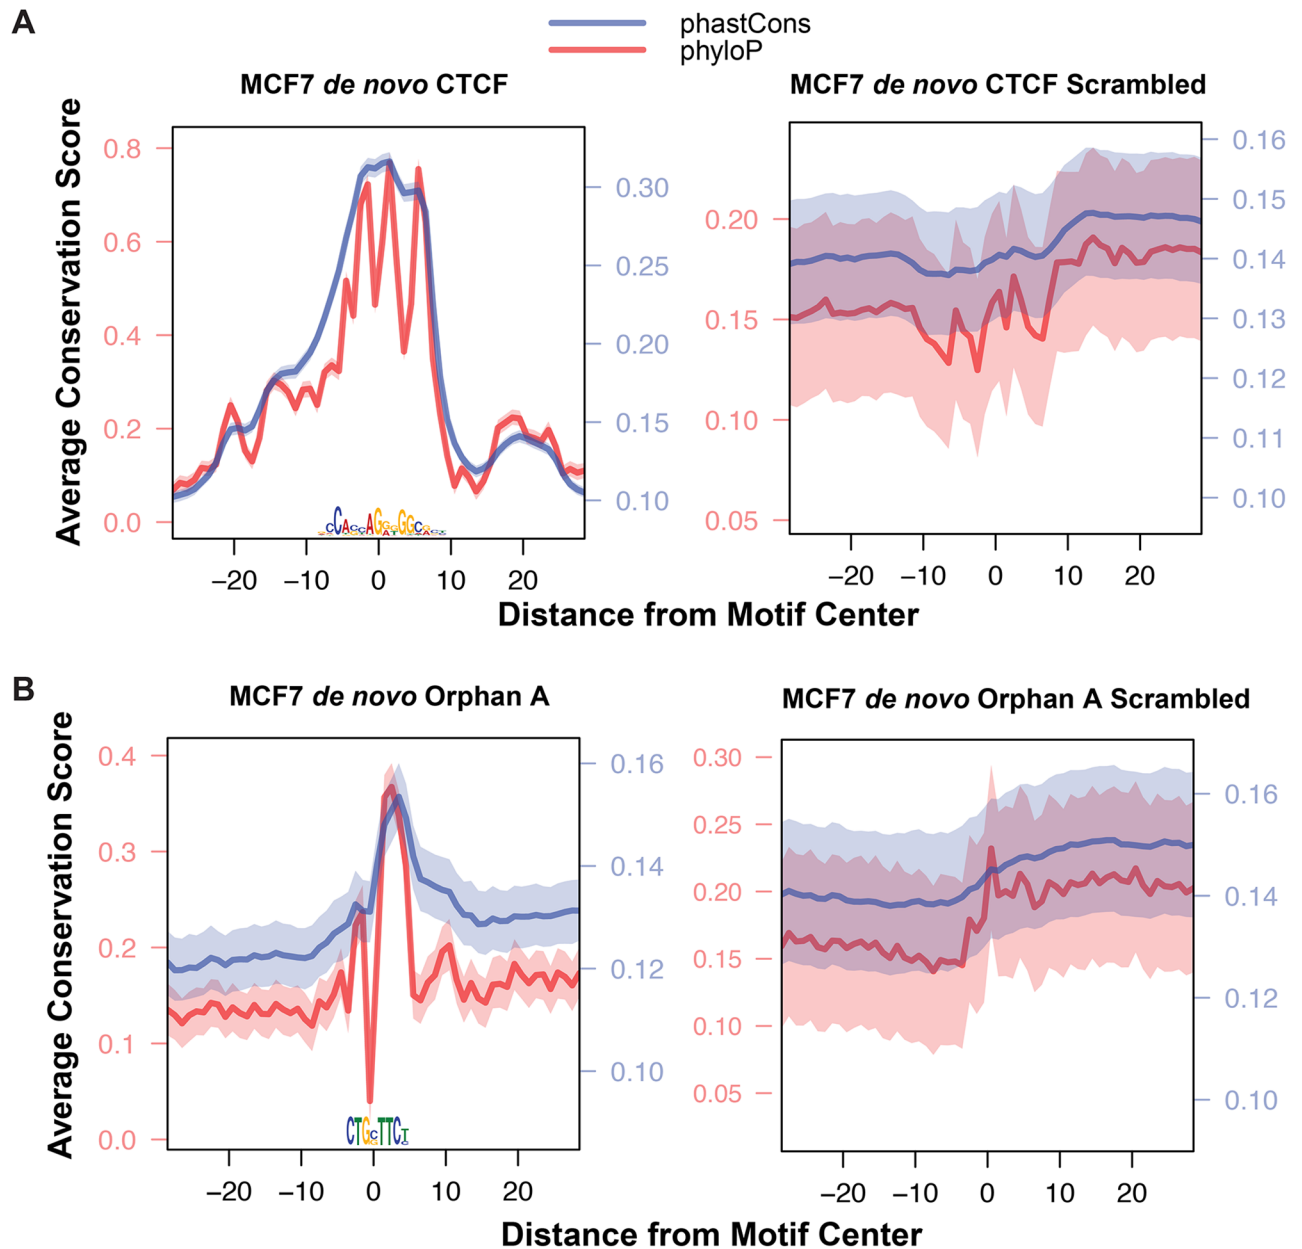 A
phastCons
phyloP
MCF7 de novo CTCF
MCF7 de novo CTCF Scrambled
Average Conservation Score
0.8
0.6
0.4
0.2
0.0
0.30
0.25
0.20
0.15
0.10
−20 −10 0 10 20
0.20
0.15
0.10
0.05
0.16
0.15
0.14
0.13
0.12
0.11
0.10
−20 −10 0 10 20
Distance from Motif Center
B
MCF7 de novo Orphan A
MCF7 de novo Orphan A Scrambled
Average Conservation Score
0.4
0.3
0.2
0.1
0.0
0.16
0.14
0.12
0.10
CTGcTTCT
−20 −10 0 10 20
0.30
0.25
0.20
0.15
0.10
0.05
0.16
0.14
0.12
0.10
−20 −10 0 10 20
Distance from Motif Center